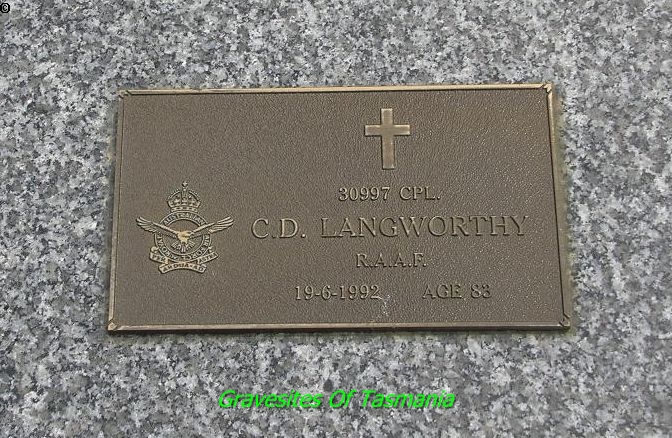 30997 CPL.
C.D. LANGWORTHY
R.A.A.F.
19-6-1992 AGE 83
Gravesites Of Tasmania